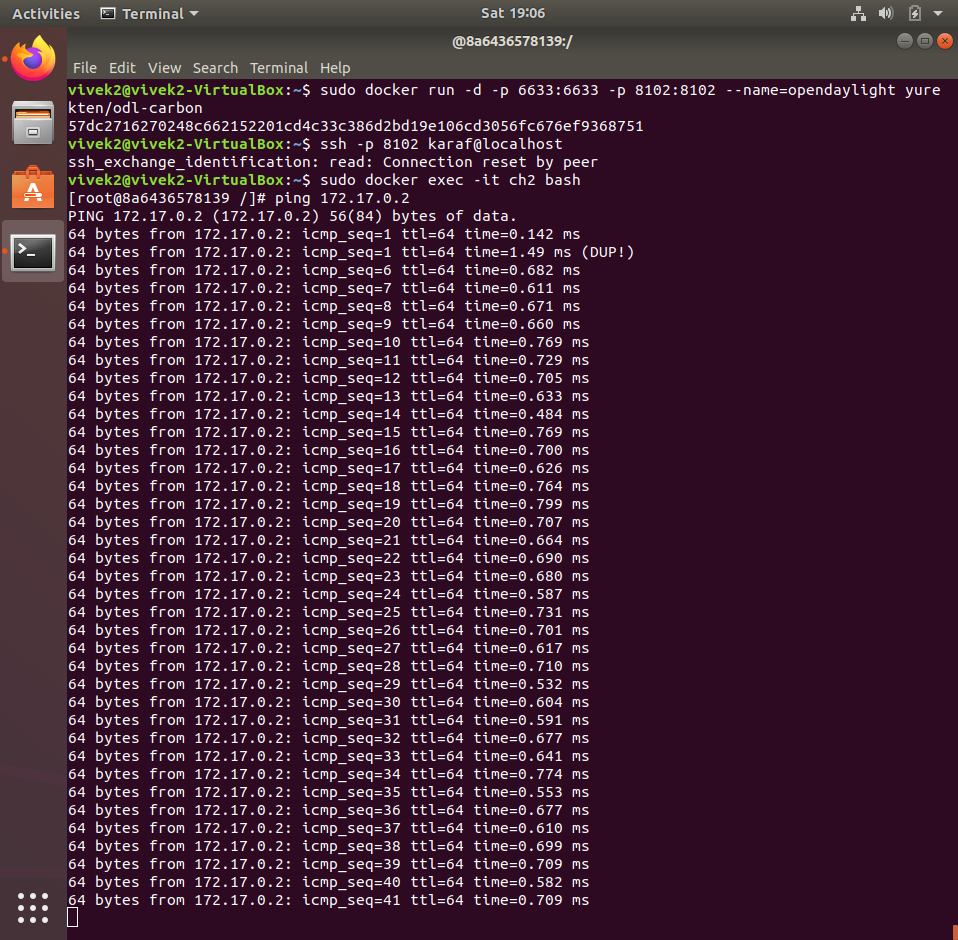 Activities Terminal Sat 19:06
@8a6436578139:/
File Edit View Search Terminal Help
vivek2@vivek2-VirtualBox:~$ sudo docker run -d -p 6633:6633 -p 8102:8102 --name=opendaylight yure
kten/odl-carbon
57dc2716270248c662152201cd4c33c386d2bd19e106cd3056fc676ef9368751
vivek2@vivek2-VirtualBox:~$ ssh -p 8102 karaf@localhost
ssh_exchange_identification: read: Connection reset by peer
vivek2@vivek2-VirtualBox:~$ sudo docker exec -it ch2 bash
[root@8a6436578139 /]# ping 172.17.0.2
PING 172.17.0.2 (172.17.0.2) 56(84) bytes of data.
64 bytes from 172.17.0.2: icmp_seq=1 ttl=64 time=0.142 ms
64 bytes from 172.17.0.2: icmp_seq=1 ttl=64 time=1.49 ms (DUP!)
64 bytes from 172.17.0.2: icmp_seq=6 ttl=64 time=0.682 ms
64 bytes from 172.17.0.2: icmp_seq=7 ttl=64 time=0.611 ms
64 bytes from 172.17.0.2: icmp_seq=8 ttl=64 time=0.671 ms
64 bytes from 172.17.0.2: icmp_seq=9 ttl=64 time=0.660 ms
64 bytes from 172.17.0.2: icmp_seq=10 ttl=64 time=0.769 ms
64 bytes from 172.17.0.2: icmp_seq=11 ttl=64 time=0.729 ms
64 bytes from 172.17.0.2: icmp_seq=12 ttl=64 time=0.705 ms
64 bytes from 172.17.0.2: icmp_seq=13 ttl=64 time=0.633 ms
64 bytes from 172.17.0.2: icmp_seq=14 ttl=64 time=0.484 ms
64 bytes from 172.17.0.2: icmp_seq=15 ttl=64 time=0.769 ms
64 bytes from 172.17.0.2: icmp_seq=16 ttl=64 time=0.700 ms
64 bytes from 172.17.0.2: icmp_seq=17 ttl=64 time=0.626 ms
64 bytes from 172.17.0.2: icmp_seq=18 ttl=64 time=0.764 ms
64 bytes from 172.17.0.2: icmp_seq=19 ttl=64 time=0.799 ms
64 bytes from 172.17.0.2: icmp_seq=20 ttl=64 time=0.707 ms
64 bytes from 172.17.0.2: icmp_seq=21 ttl=64 time=0.664 ms
64 bytes from 172.17.0.2: icmp_seq=22 ttl=64 time=0.690 ms
64 bytes from 172.17.0.2: icmp_seq=23 ttl=64 time=0.680 ms
64 bytes from 172.17.0.2: icmp_seq=24 ttl=64 time=0.587 ms
64 bytes from 172.17.0.2: icmp_seq=25 ttl=64 time=0.731 ms
64 bytes from 172.17.0.2: icmp_seq=26 ttl=64 time=0.701 ms
64 bytes from 172.17.0.2: icmp_seq=27 ttl=64 time=0.617 ms
64 bytes from 172.17.0.2: icmp_seq=28 ttl=64 time=0.710 ms
64 bytes from 172.17.0.2: icmp_seq=29 ttl=64 time=0.532 ms
64 bytes from 172.17.0.2: icmp_seq=30 ttl=64 time=0.604 ms
64 bytes from 172.17.0.2: icmp_seq=31 ttl=64 time=0.591 ms
64 bytes from 172.17.0.2: icmp_seq=32 ttl=64 time=0.677 ms
64 bytes from 172.17.0.2: icmp_seq=33 ttl=64 time=0.641 ms
64 bytes from 172.17.0.2: icmp_seq=34 ttl=64 time=0.774 ms
64 bytes from 172.17.0.2: icmp_seq=35 ttl=64 time=0.553 ms
64 bytes from 172.17.0.2: icmp_seq=36 ttl=64 time=0.677 ms
64 bytes from 172.17.0.2: icmp_seq=37 ttl=64 time=0.610 ms
64 bytes from 172.17.0.2: icmp_seq=38 ttl=64 time=0.699 ms
64 bytes from 172.17.0.2: icmp_seq=39 ttl=64 time=0.709 ms
64 bytes from 172.17.0.2: icmp_seq=40 ttl=64 time=0.582 ms
64 bytes from 172.17.0.2: icmp_seq=41 ttl=64 time=0.709 ms